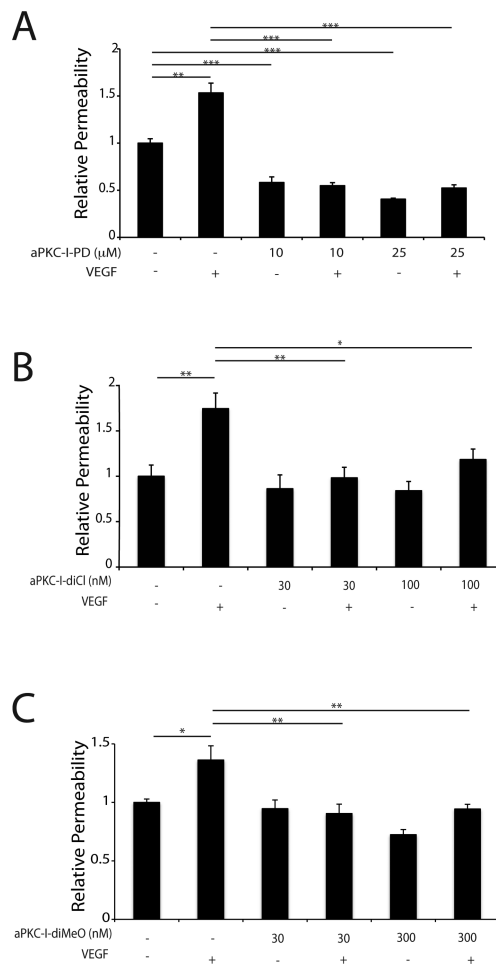 A
***
***
***
***
**
2
1.5
1
0.5
0
Relative Permeability
aPKC-I-PD (μM) - - 10 10 25 25
VEGF - + - + - +
B
*
**
**
2
1.5
1
0.5
0
Relative Permeability
aPKC-I-diCl (nM) - - 30 30 100 100
VEGF - + - + - +
C
**
**
*
1.5
1
0.5
0
Relative Permeability
aPKC-I-diMeO (nM) - - 30 30 300 300
VEGF - + - + - +